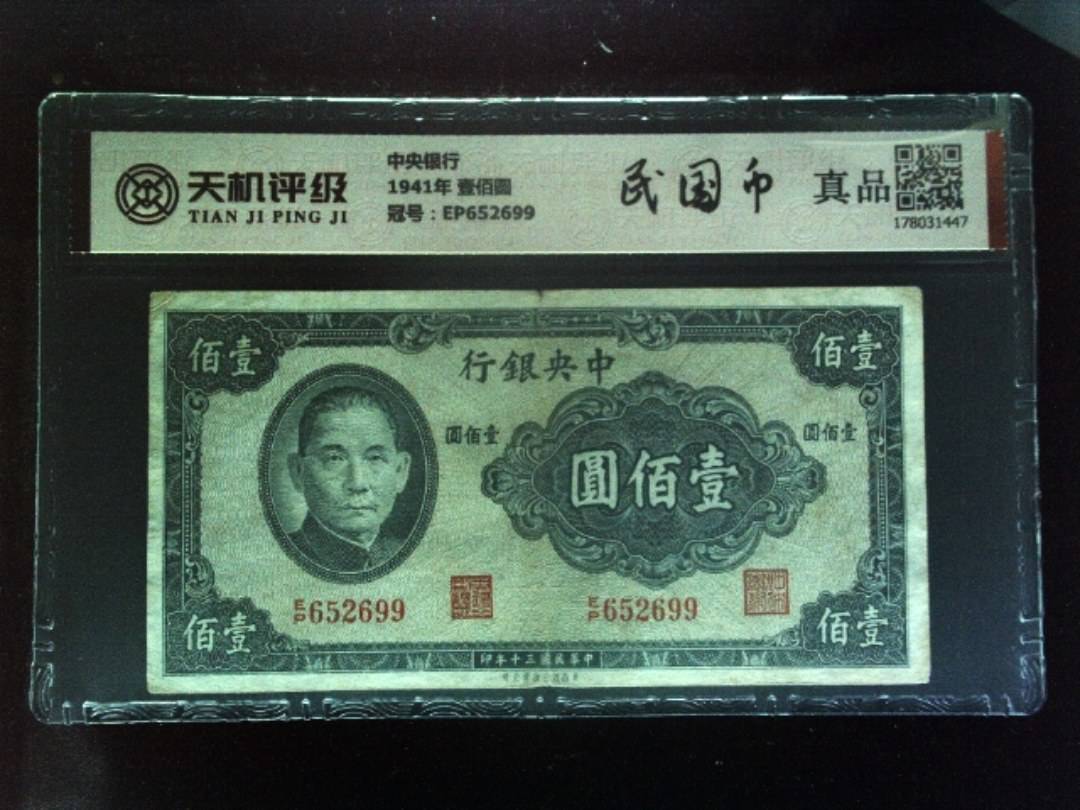 天机评级
TIAN JI PING JI
中央银行
1941年 壹佰圆
冠号：EP652699
民国币
真品
178031447
佰壹
行銀央中
佰壹
圓佰壹
圓佰壹
圓佰壹
EP652699
EP652699
佰壹
佰壹
印年十三國民華中